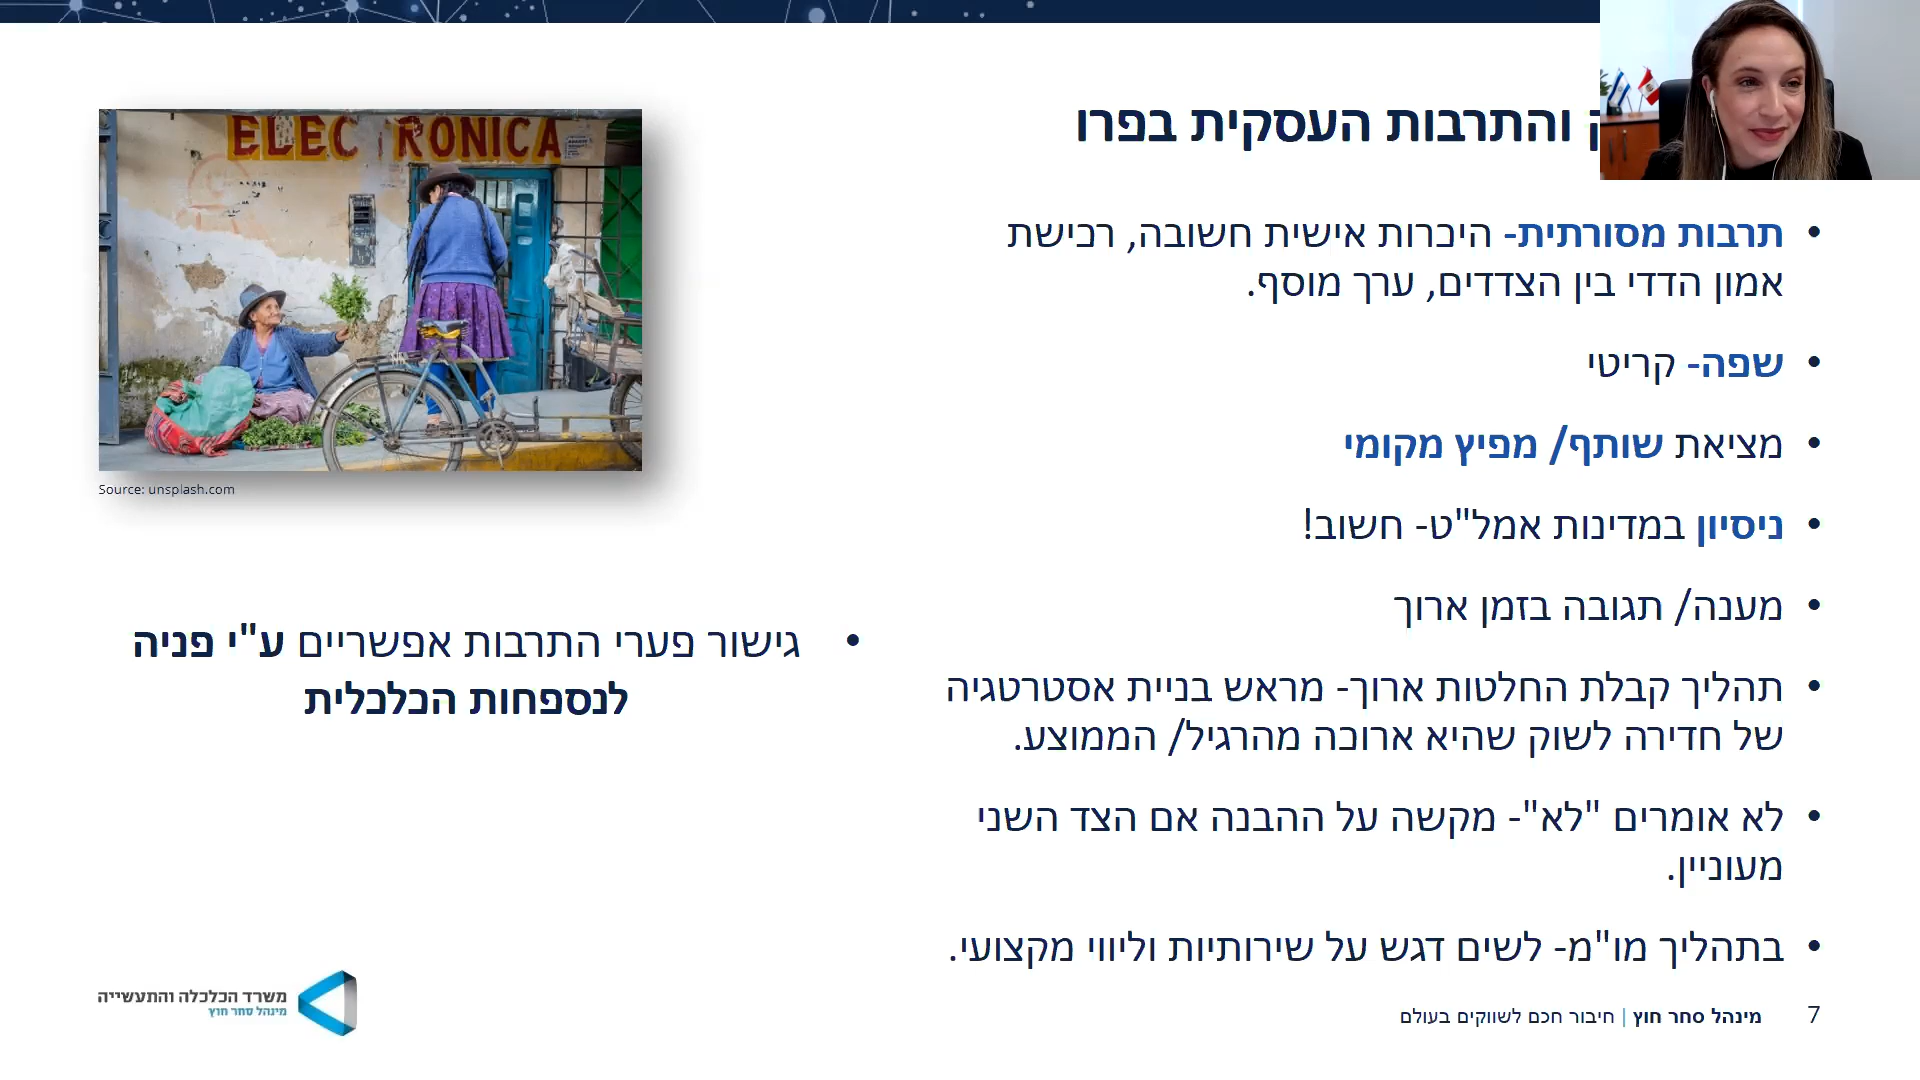 והתרבות העסקית בפרו
• תרבות מסורתית- היכרות אישית חשובה, רכישת
אמון הדדי בין הצדדים, ערך מוסף.
• שפה- קריטי
• מציאת שותף/ מפיץ מקומי
• ניסיון במדינות אמל"ט- חשוב!
• מענה/ תגובה בזמן ארוך
• תהליך קבלת החלטות ארוך- מראש בניית אסטרטגיה
של חדירה לשוק שהיא ארוכה מהרגיל/ הממוצע.
• לא אומרים "לא"- מקשה על ההבנה אם הצד השני
מעוניין.
• בתהליך מו"מ- לשים דגש על שירותיות וליווי מקצועי.
ELEC RONICA
Source: unsplash.com
• גישור פערי התרבות אפשריים ע"י פניה
לנספחות הכלכלית
משרד הכלכלה והתעשייה
מינהל סחר חוץ
7 מינהל סחר חוץ | חיבור חכם לשווקים בעולם